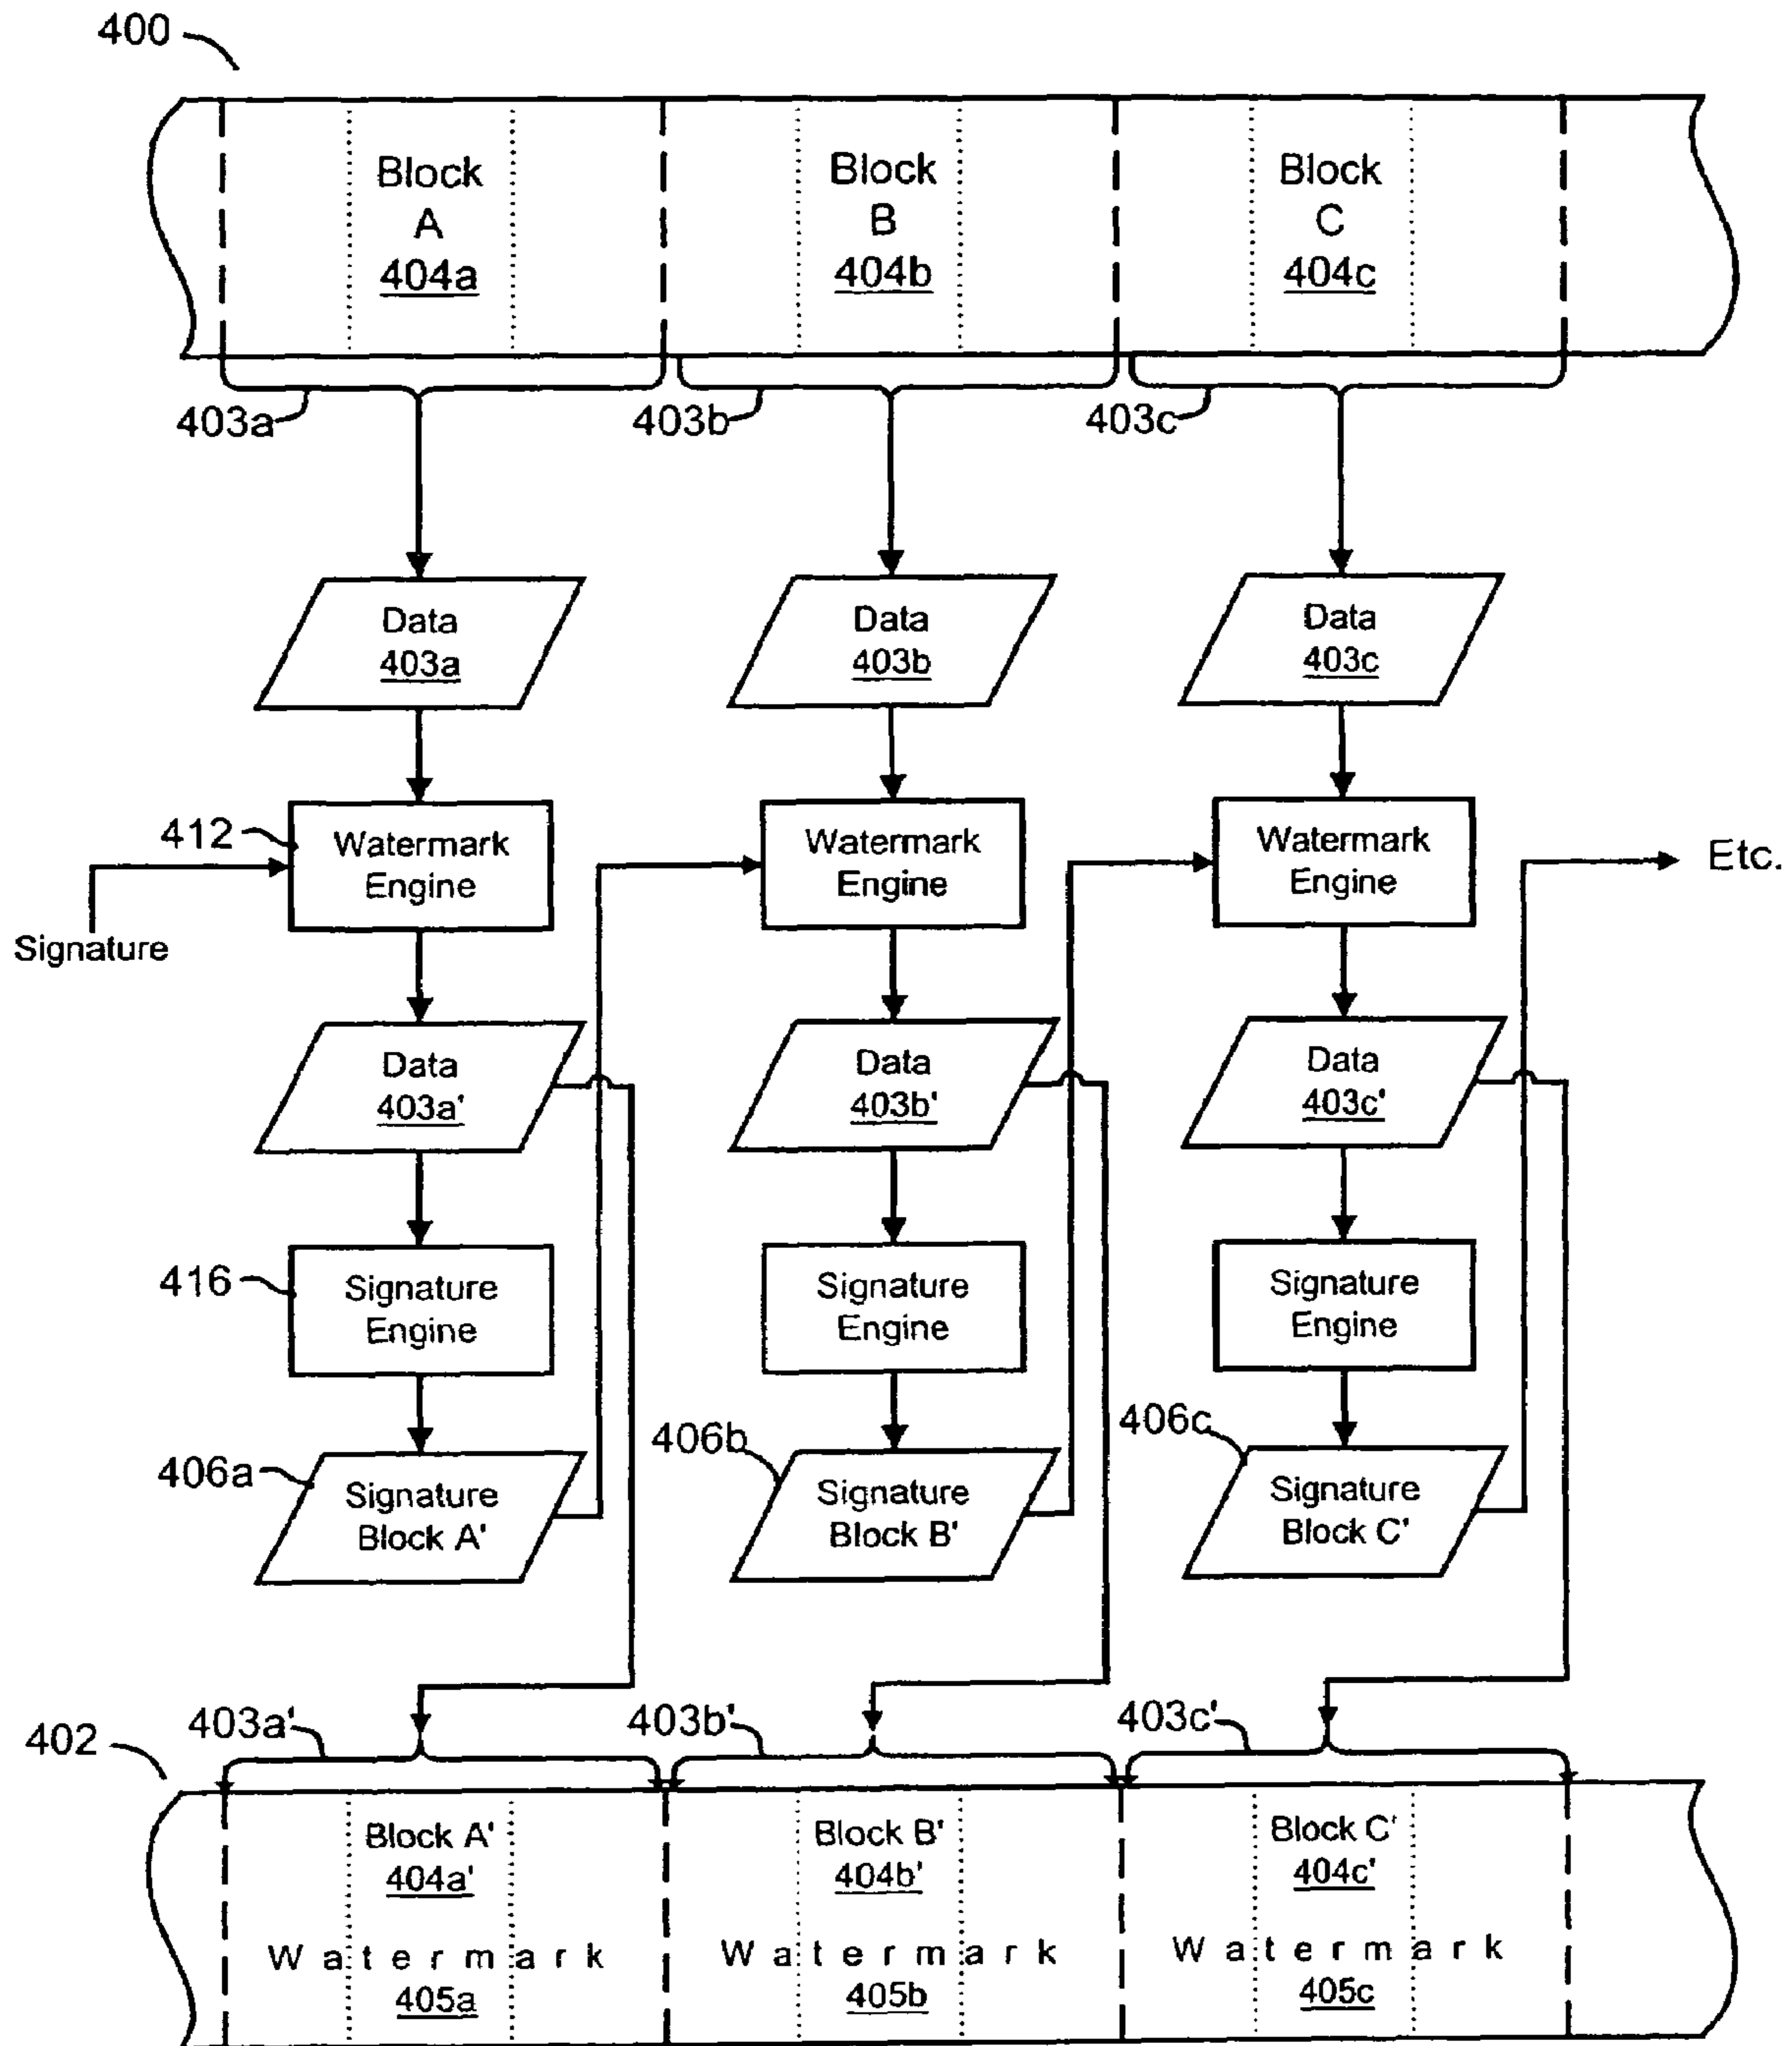 400
Block
A
404a
Block
B
404b
Block
C
404c
403a
403b
403c
Data
403a
Data
403b
Data
403c
412
Watermark
Engine
Watermark
Engine
Watermark
Engine
Etc.
Signature
Data
403a'
Data
403b'
Data
403c'
416
Signature
Engine
Signature
Engine
Signature
Engine
406a
Signature
Block A'
406b
Signature
Block B'
406c
Signature
Block C'
402
403a'
403b'
403c'
Block A'
404a'
Block B'
404b'
Block C'
404c'
Watermark
405a
Watermark
405b
Watermark
405c